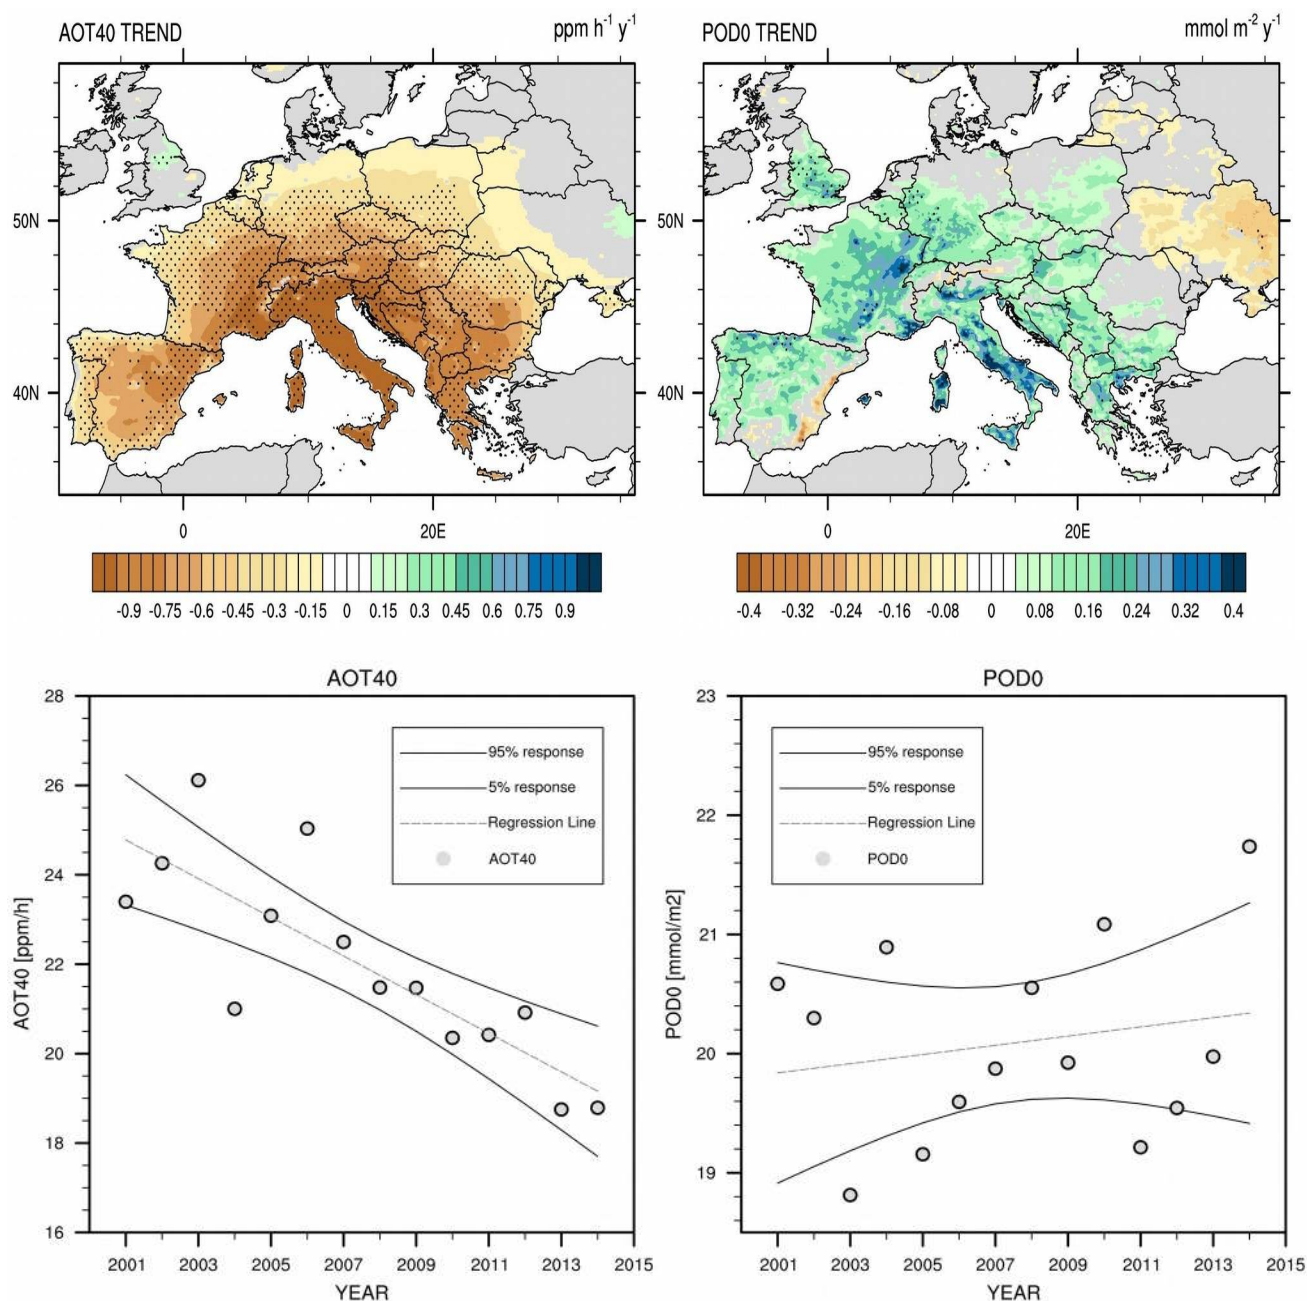 AOT40 TREND ppm h-1 y-1
50N
40N
0 20E
-0.9 -0.75 -0.6 -0.45 -0.3 -0.15 0 0.15 0.3 0.45 0.6 0.75 0.9
POD0 TREND mmol m-2 y-1
50N
40N
0 20E
-0.4 -0.32 -0.24 -0.16 -0.08 0 0.08 0.16 0.24 0.32 0.4
AOT40
28
26
24
22
20
18
16
AOT40 [ppm/h]
95% response
5% response
Regression Line
AOT40
2001 2003 2005 2007 2009 2011 2013 2015
YEAR
POD0
23
22
21
20
19
POD0 [mmol/m2]
95% response
5% response
Regression Line
POD0
2001 2003 2005 2007 2009 2011 2013 2015
YEAR